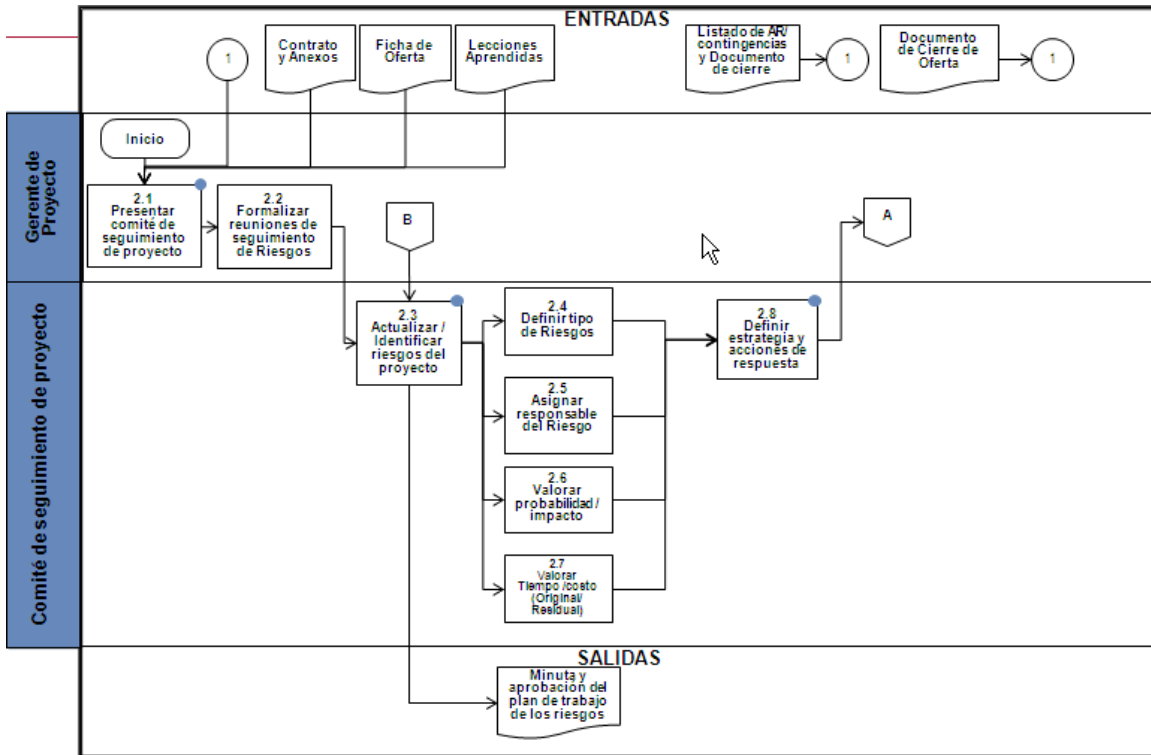 ENTRADAS
1
Contrato
y Anexos
Ficha de
Oferta
Lecciones
Aprendidas
Listado de AR/
contingencias
y Documento
de cierre
1
Documento
de Cierre de
Oferta
1
Gerente de
Proyecto
Inicio
2.1
Presentar
comité de
seguimiento
de proyecto
2.2
Formalizar
reuniones de
seguimiento
de Riesgos
B
A
Comité de seguimiento de proyecto
2.3
Actualizar /
Identificar
riesgos del
proyecto
2.4
Definir tipo
de Riesgos
2.5
Asignar
responsable
del Riesgo
2.6
Valorar
probabilidad /
impacto
2.7
Valorar
Tiempo /costo
(Original/
Residual)
2.8
Definir
estrategia y
acciones de
respuesta
SALIDAS
Minuta y
aprobación del
plan de trabajo
de los riesgos